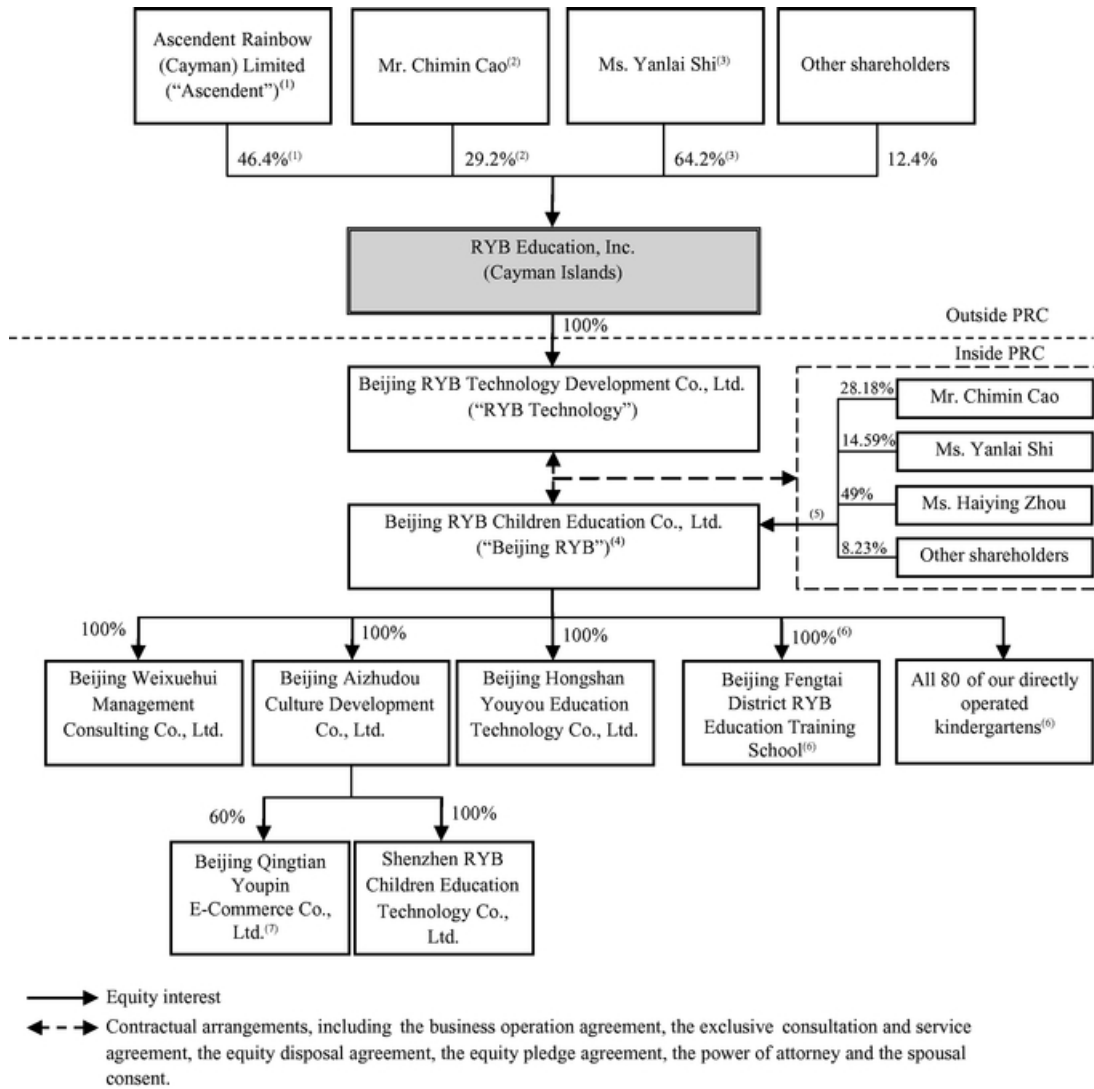 Ascendent Rainbow
(Cayman) Limited
(“Ascendent”)(1)
Mr. Chimin Cao(2)
Ms. Yanlai Shi(3)
Other shareholders
46.4%(1)
29.2%(2)
64.2%(3)
12.4%
RYB Education, Inc.
(Cayman Islands)
100%
Outside PRC
Inside PRC
Beijing RYB Technology Development Co., Ltd.
(“RYB Technology”)
28.18%
Mr. Chimin Cao
14.59%
Ms. Yanlai Shi
49%
Ms. Haiying Zhou
8.23%
Other shareholders
(5)
Beijing RYB Children Education Co., Ltd.
(“Beijing RYB”)(4)
100%
100%
100%
100%(6)
Beijing Weixuehui
Management
Consulting Co., Ltd.
Beijing Aizhudou
Culture Development
Co., Ltd.
Beijing Hongshan
Youyou Education
Technology Co., Ltd.
Beijing Fengtai
District RYB
Education Training
School(6)
All 80 of our directly
operated
kindergartens(6)
60%
100%
Beijing Qingtian
Youpin
E-Commerce Co.,
Ltd.(7)
Shenzhen RYB
Children Education
Technology Co.,
Ltd.
Equity interest
Contractual arrangements, including the business operation agreement, the exclusive consultation and service
agreement, the equity disposal agreement, the equity pledge agreement, the power of attorney and the spousal
consent.